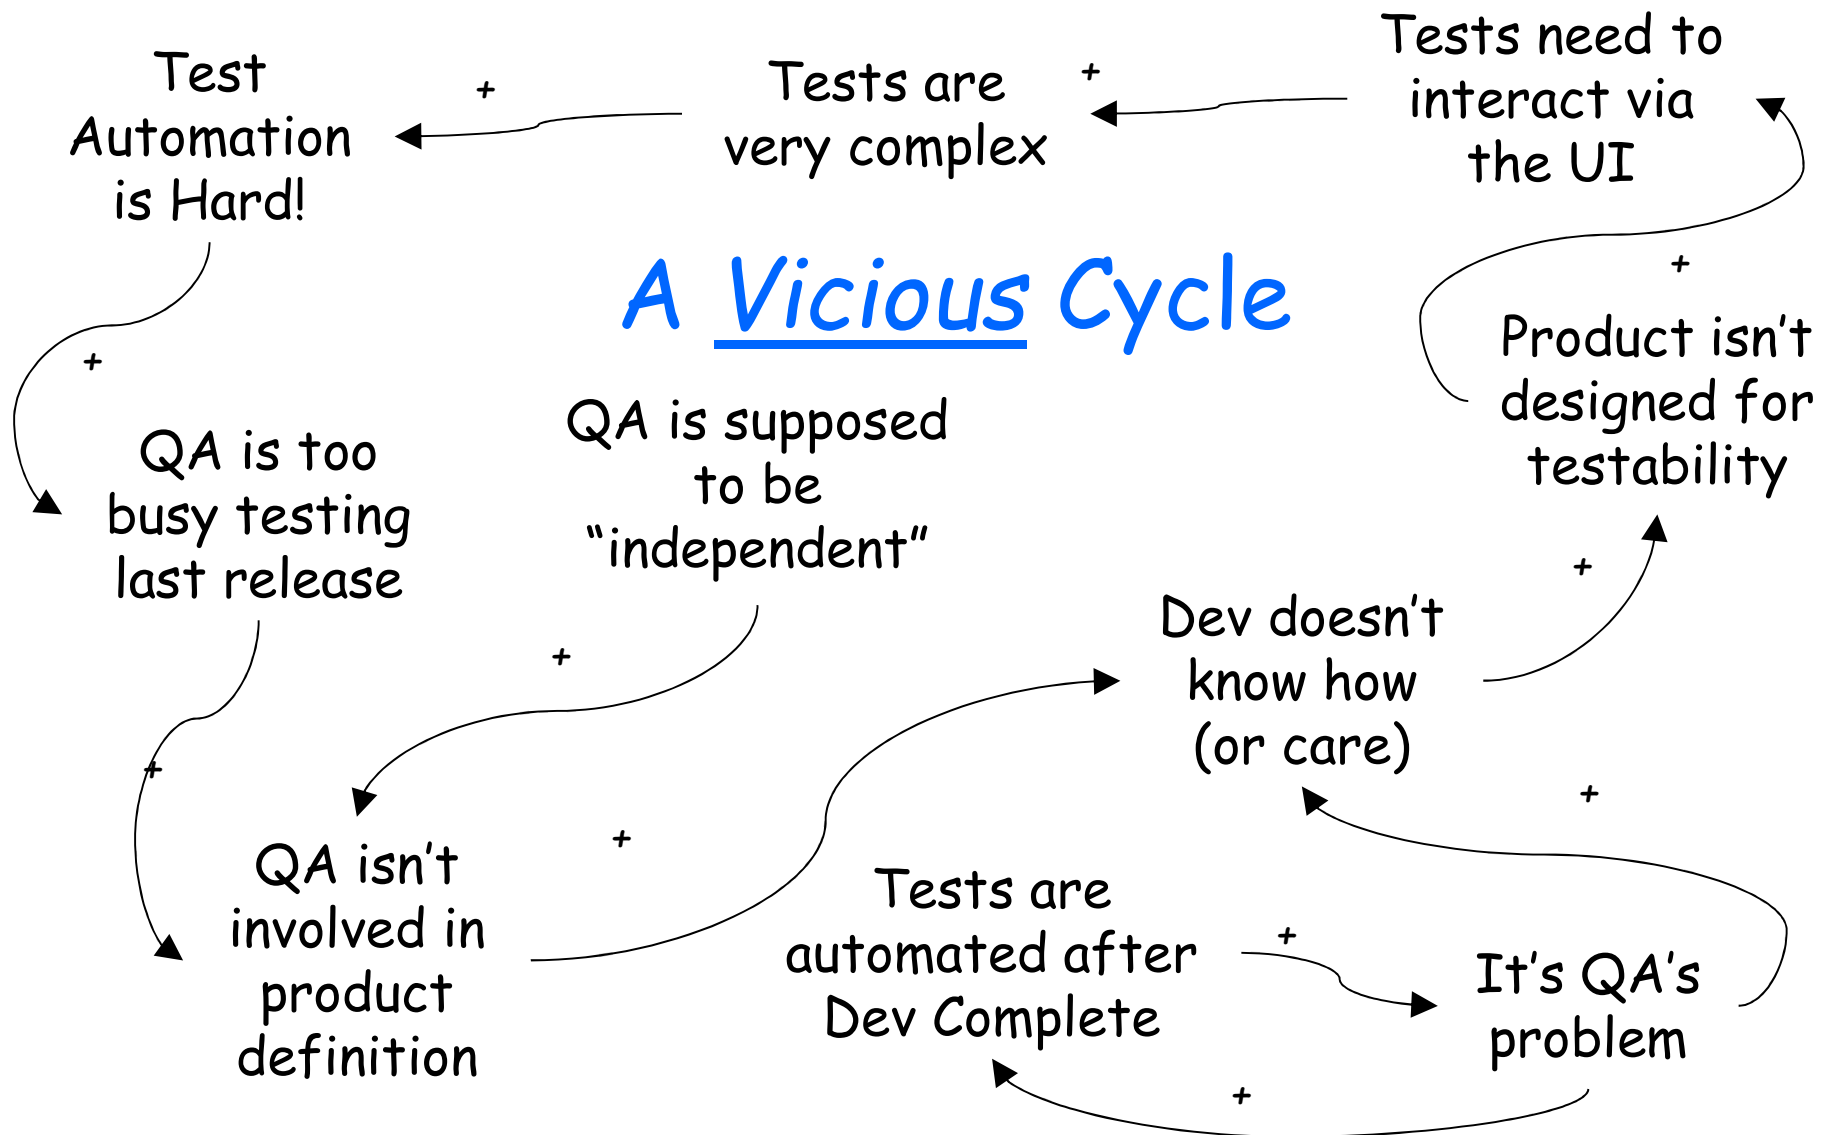 Tests need to
interact via
the UI
Test
Automation
is Hard!
+
Tests are
very complex
+
A Vicious Cycle
+
Product isn't
designed for
testability
+
QA is too
busy testing
last release
QA is supposed
to be
“independent”
+
Dev doesn't
know how
(or care)
+
+
+
+
QA isn't
involved in
product
definition
+
Tests are
automated after
Dev Complete
+
It's QA's
problem
+